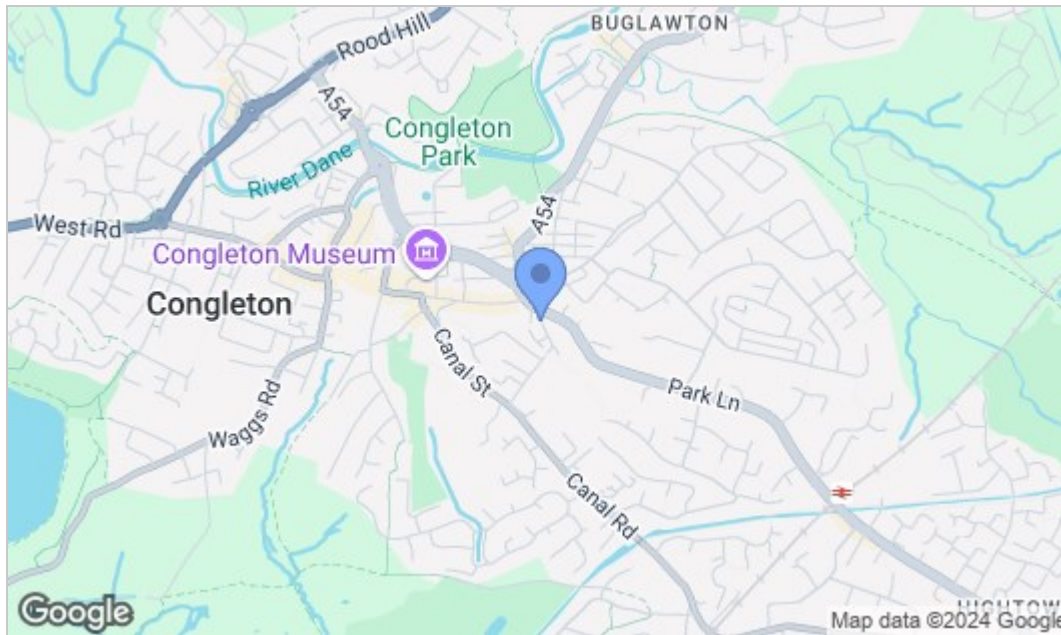 BUGLAWTON
Rood Hill
A54
Congleton
Park
River Dane
West Rd
A54
Congleton Museum
Congleton
Canal St
Park Ln
Waggs Rd
Canal Rd
HIGHTOW
Google
Map data ©2024 Google